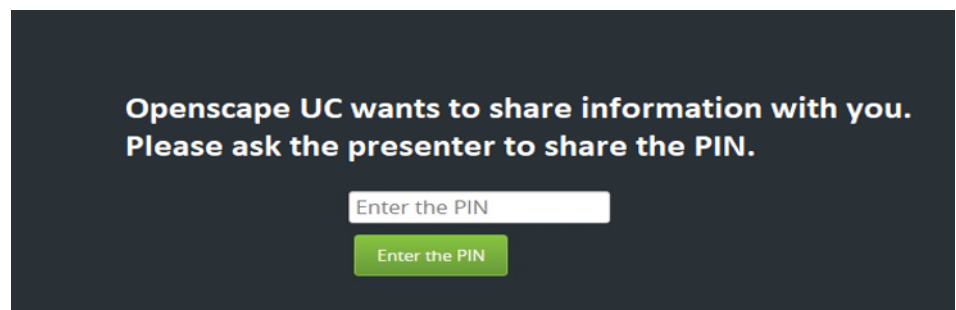 Openscape UC wants to share information with you.
Please ask the presenter to share the PIN.
Enter the PIN
Enter the PIN